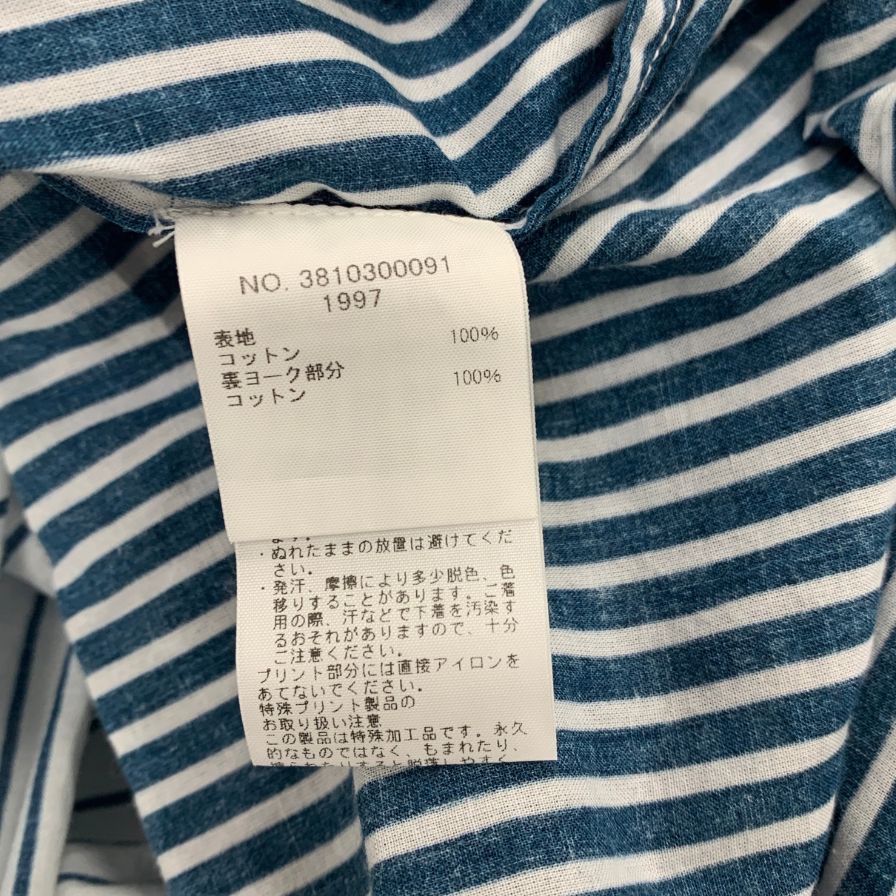 NO. 3810300091
1997
表地 100%
コットン
裏ヨーク部分 100%
コットン
ます。
・ぬれたままの放置は避けてくだ
さい。
・発汗、摩擦により多少脱色、色
移りすることがあります。ご着
用の際、汗などで下着を汚染す
るおそれがありますので、十分
ご注意ください。
プリント部分には直接アイロンを
あてないでください。
特殊プリント製品の
お取り扱い注意
この製品は特殊加工品です。永久
的なものではなく、もまれたり、